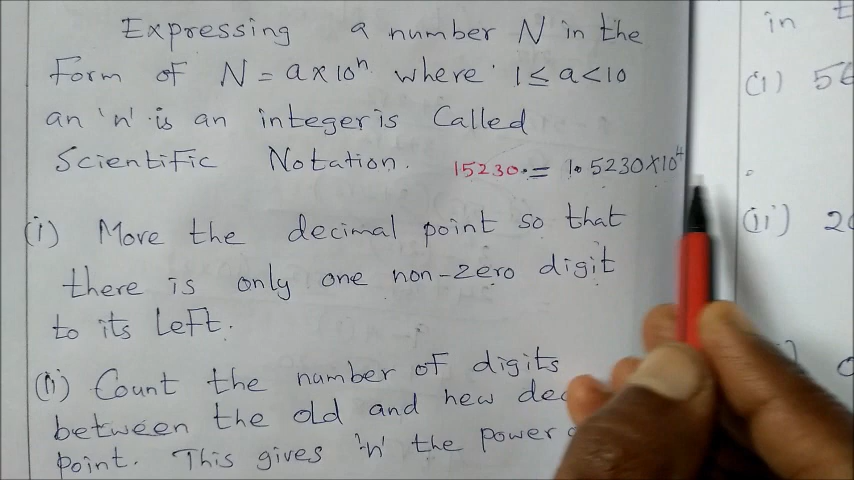 Expressing a number N in the
Form of N = a×10ⁿ where 1 ≤ a < 10
an 'n' is an integer is Called
Scientific Notation. 15230. = 1.5230×10⁴
(i) Move the decimal point so that
there is only one non-zero digit
to its left.
(ii) Count the number of digits
between the old and new dec
point. This gives 'n' the power
in
(i) 56
(ii) 20